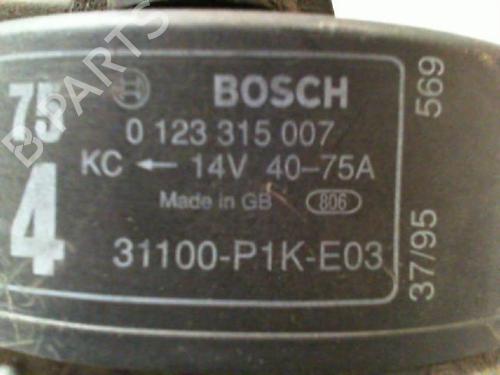 75
4
BOSCH
0 123 315 007
KC ← 14V 40-75A
Made in GB 806
31100-P1K-E03
37/95 569
B-PARTS